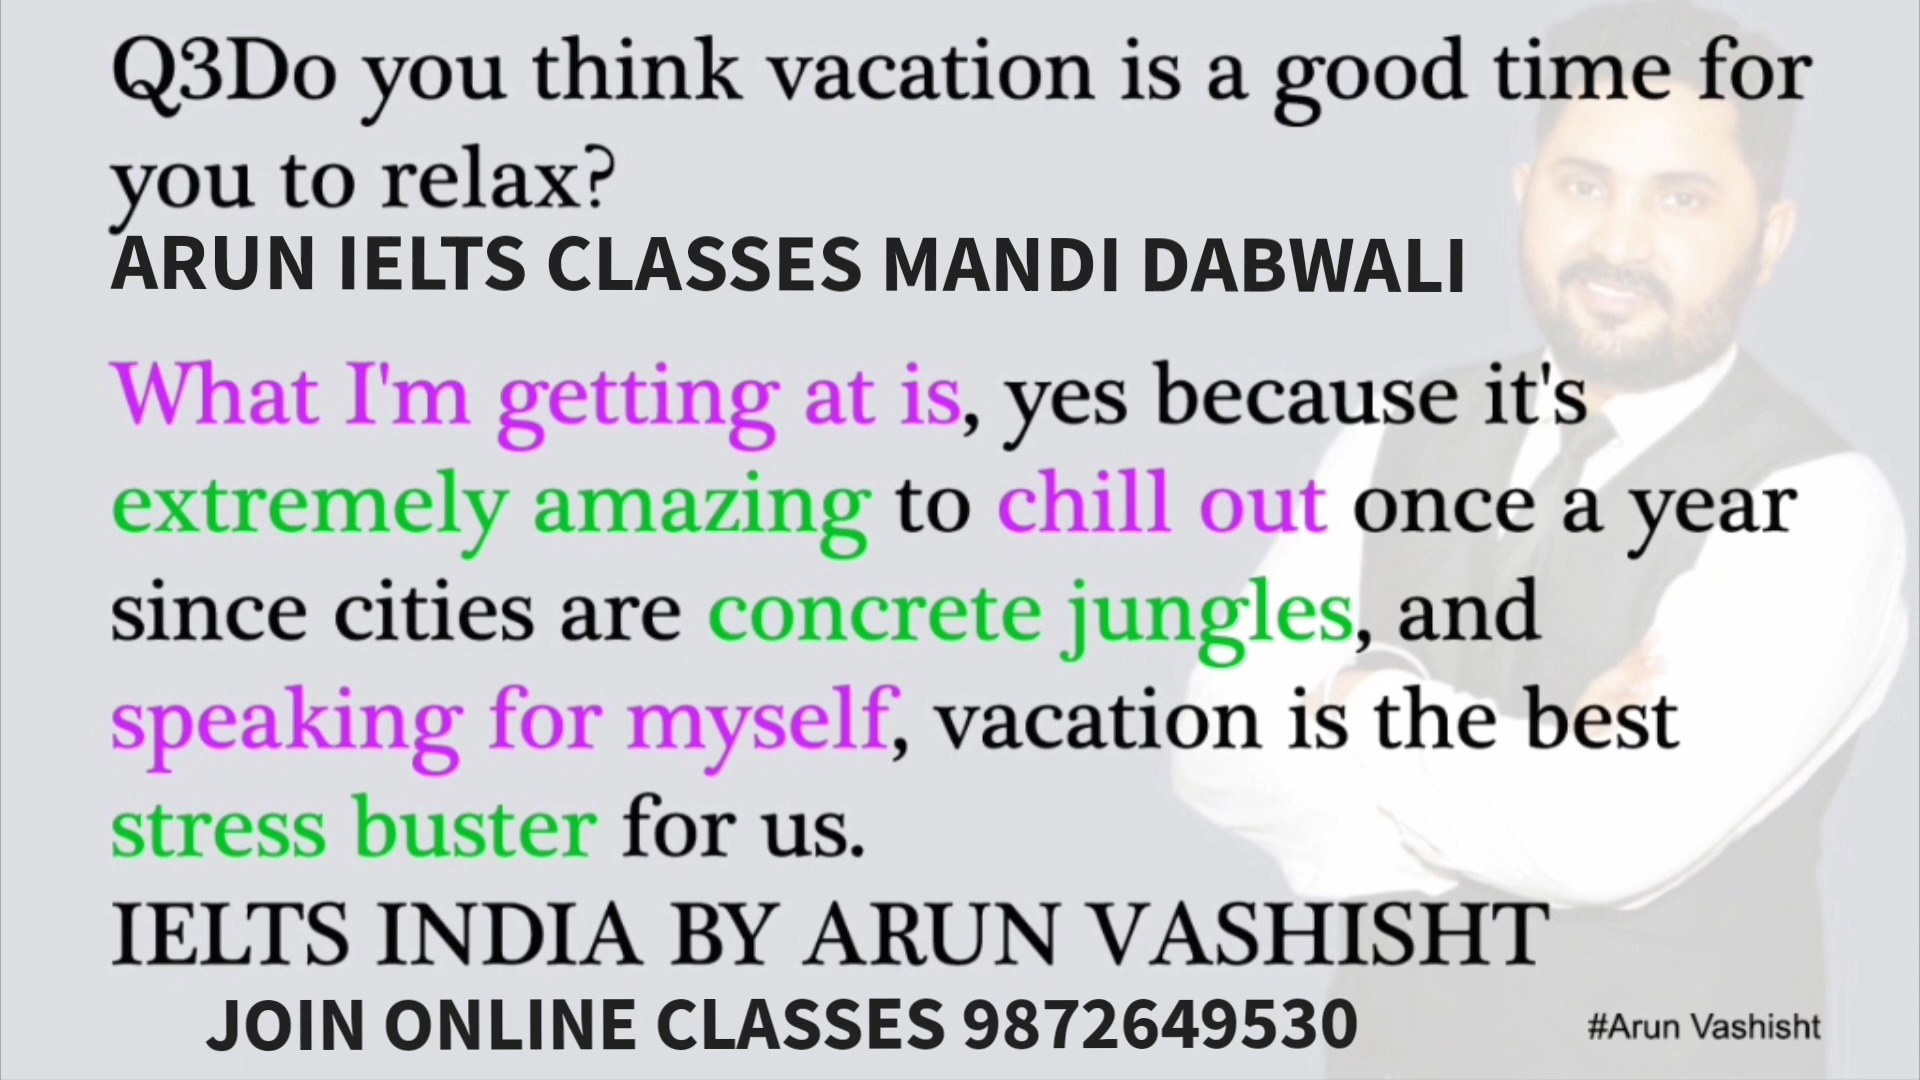 Q3Do you think vacation is a good time for
you to relax?
ARUN IELTS CLASSES MANDI DABWALI
What I'm getting at is, yes because it's
extremely amazing to chill out once a year
since cities are concrete jungles, and
speaking for myself, vacation is the best
stress buster for us.
IELTS INDIA BY ARUN VASHISHT
JOIN ONLINE CLASSES 9872649530
#Arun Vashisht